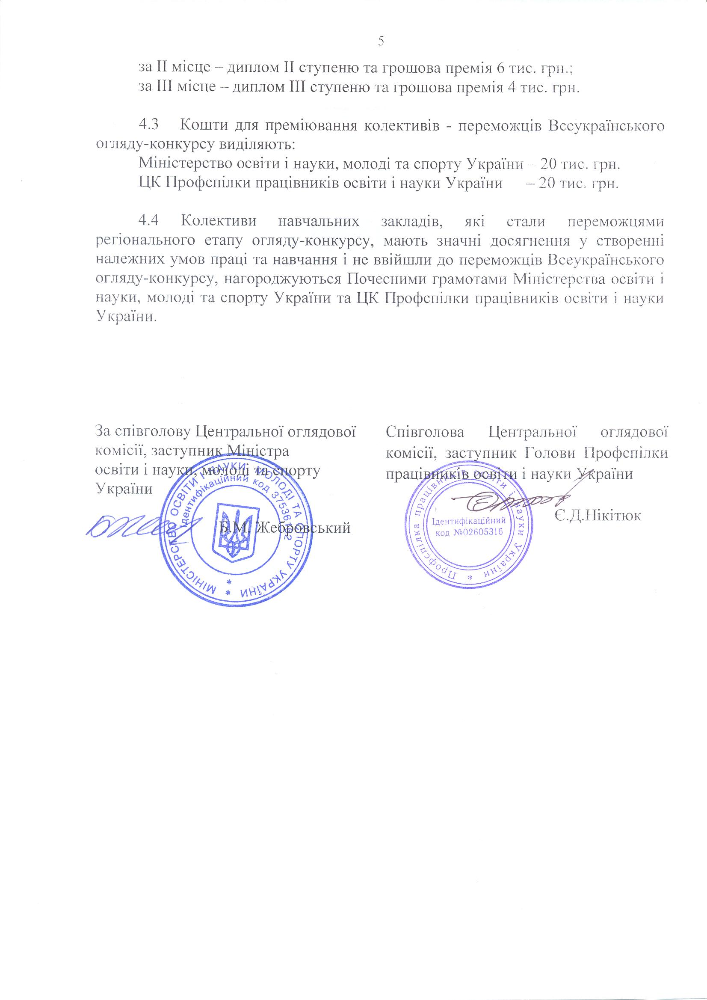 5
за ІІ місце – диплом ІІ ступеню та грошова премія 6 тис. грн.;
за ІІІ місце – диплом ІІІ ступеню та грошова премія 4 тис. грн.
4.3 Кошти для преміювання колективів - переможців Всеукраїнського
огляду-конкурсу виділяють:
Міністерство освіти і науки, молоді та спорту України – 20 тис. грн.
ЦК Профспілки працівників освіти і науки України – 20 тис. грн.
4.4 Колективи навчальних закладів, які стали переможцями
регіонального етапу огляду-конкурсу, мають значні досягнення у створенні
належних умов праці та навчання і не ввійшли до переможців Всеукраїнського
огляду-конкурсу, нагороджуються Почесними грамотами Міністерства освіти і
науки, молоді та спорту України та ЦК Профспілки працівників освіти і науки
України.
За співголову Центральної оглядової
комісії, заступник Міністра
освіти і науки, молоді та спорту
України
Б.М. Жебровський
МІНІСТЕРСТВО ОСВІТИ І НАУКИ, МОЛОДІ ТА СПОРТУ УКРАЇНИ *
Ідентифікаційний код *
Співголова Центральної оглядової
комісії, заступник Голови Профспілки
працівників освіти і науки України
Є.Д.Нікітюк
Профспілка працівників освіти і науки України *
Ідентифікаційний
код №02605316